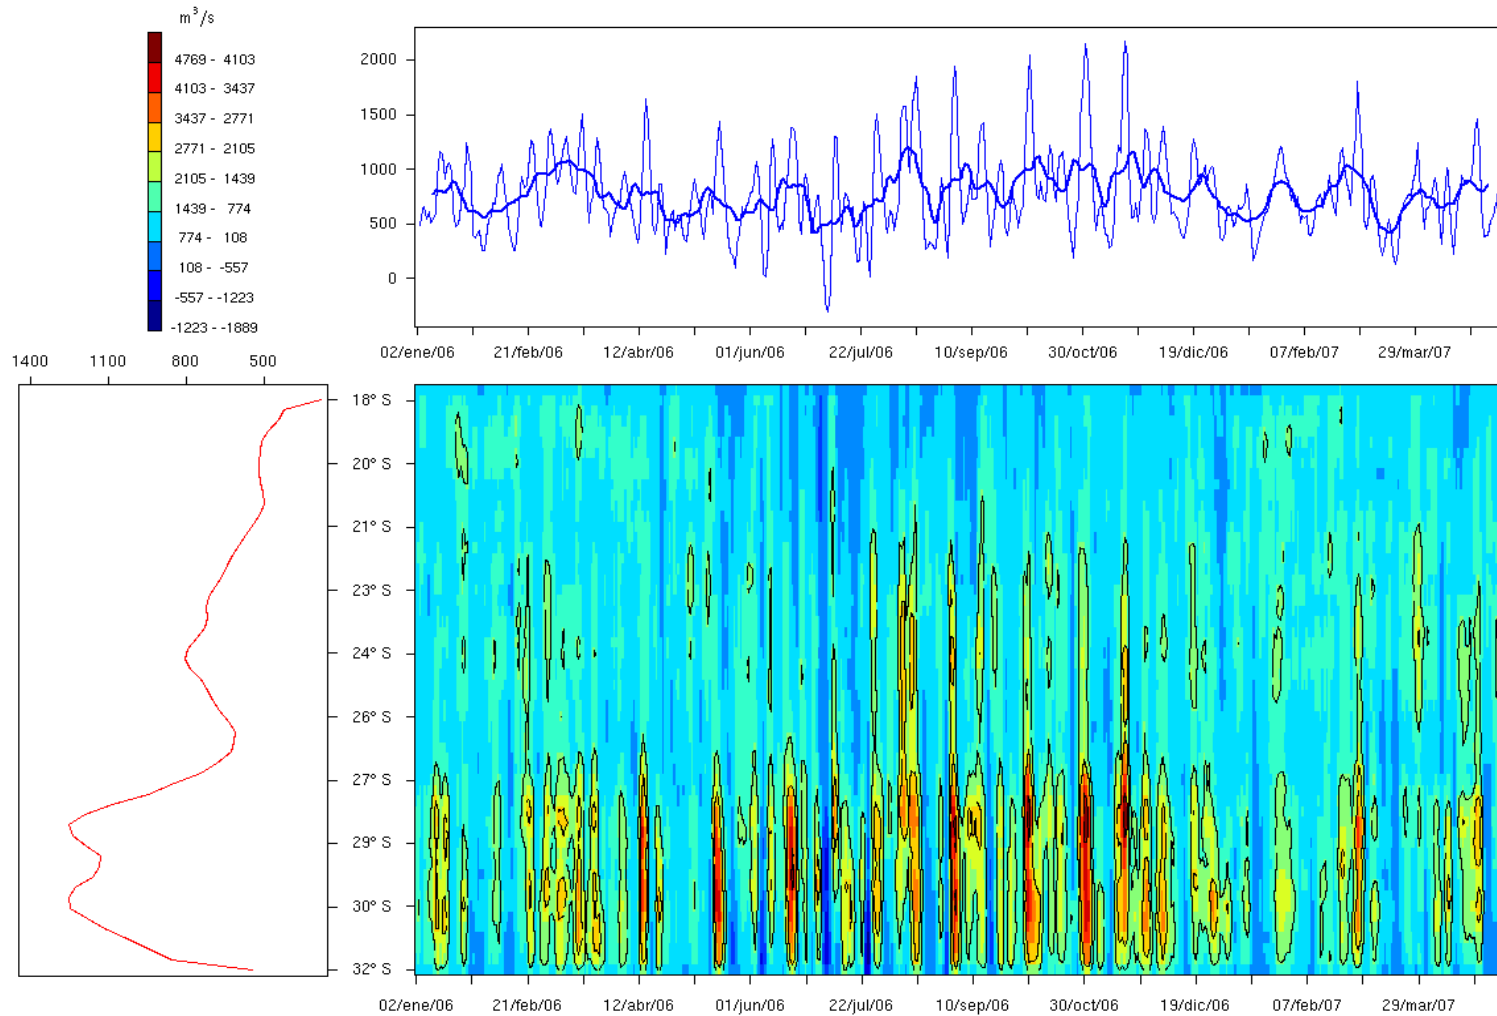 m³/s
4769 - 4103
4103 - 3437
3437 - 2771
2771 - 2105
2105 - 1439
1439 - 774
774 - 108
108 - -557
-557 - -1223
-1223 - -1889
2000
1500
1000
500
0
02/ene/06 21/feb/06 12/abr/06 01/jun/06 22/jul/06 10/sep/06 30/oct/06 19/dic/06 07/feb/07 29/mar/07
1400 1100 800 500
18° S
20° S
21° S
23° S
24° S
26° S
27° S
29° S
30° S
32° S
02/ene/06 21/feb/06 12/abr/06 01/jun/06 22/jul/06 10/sep/06 30/oct/06 19/dic/06 07/feb/07 29/mar/07